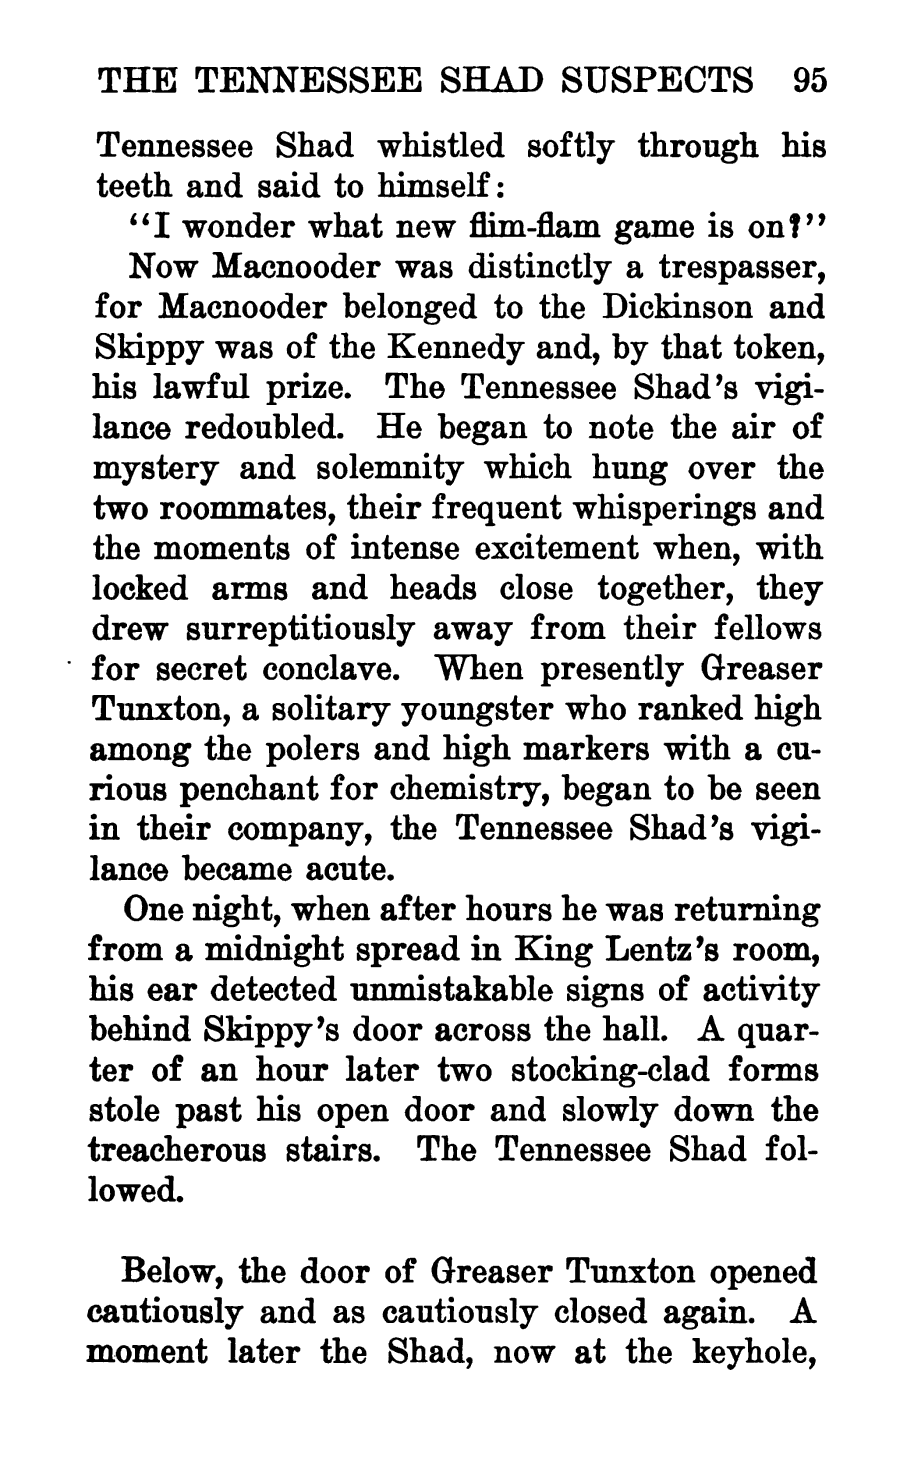 THE TENNESSEE SHAD SUSPECTS 95
Tennessee Shad whistled softly through his
teeth and said to himself:
“I wonder what new flim-flam game is on?”
Now Macnooder was distinctly a trespasser,
for Macnooder belonged to the Dickinson and
Skippy was of the Kennedy and, by that token,
his lawful prize. The Tennessee Shad’s vigi-
lance redoubled. He began to note the air of
mystery and solemnity which hung over the
two roommates, their frequent whisperings and
the moments of intense excitement when, with
locked arms and heads close together, they
drew surreptitiously away from their fellows
for secret conclave. When presently Greaser
Tunxton, a solitary youngster who ranked high
among the polers and high markers with a cu-
rious penchant for chemistry, began to be seen
in their company, the Tennessee Shad’s vigi-
lance became acute.
One night, when after hours he was returning
from a midnight spread in King Lentz’s room,
his ear detected unmistakable signs of activity
behind Skippy’s door across the hall. A quar-
ter of an hour later two stocking-clad forms
stole past his open door and slowly down the
treacherous stairs. The Tennessee Shad fol-
lowed.
Below, the door of Greaser Tunxton opened
cautiously and as cautiously closed again. A
moment later the Shad, now at the keyhole,